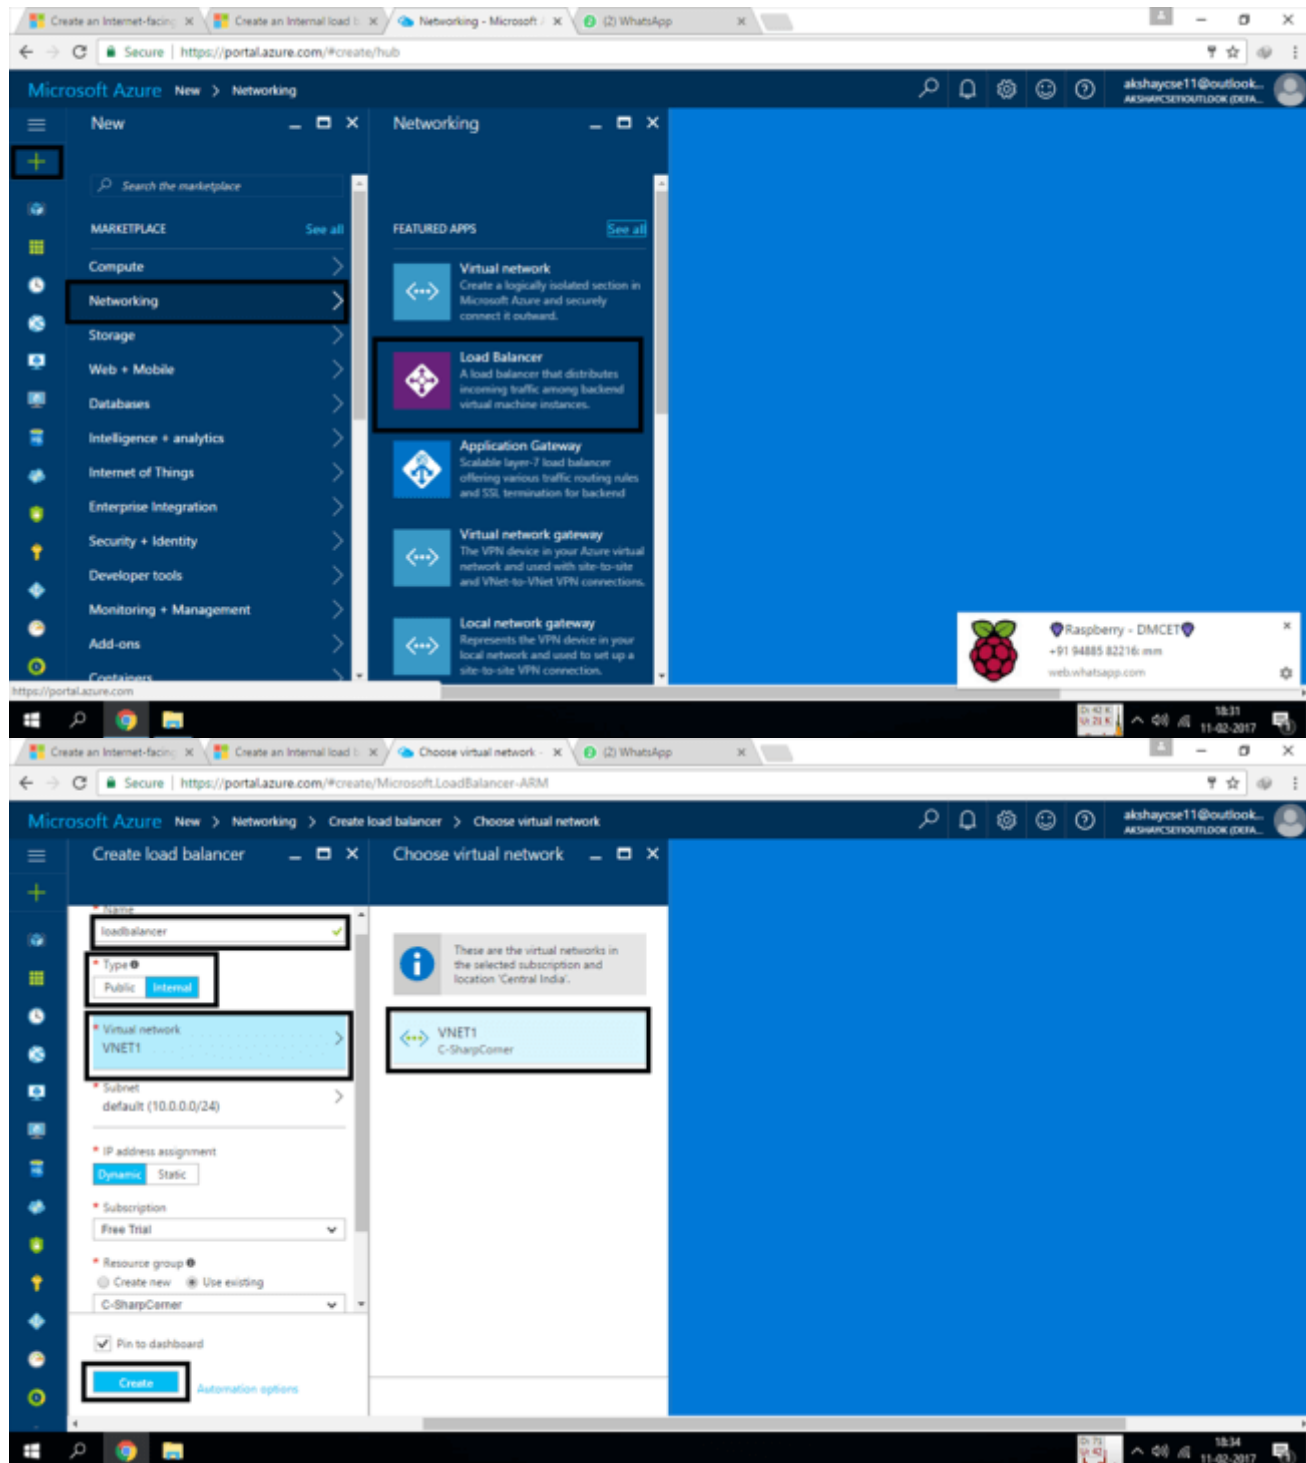 Create an Internet-facing
Create an Internal load b
Networking - Microsoft
(2) WhatsApp
Secure | https://portal.azure.com/#create/hub
Microsoft Azure New > Networking
akshaycse11@outlook...
New
Networking
Search the marketplace
MARKETPLACE
See all
FEATURED APPS
See all
Compute
Networking
Storage
Web + Mobile
Databases
Intelligence + analytics
Internet of Things
Enterprise Integration
Security + Identity
Developer tools
Monitoring + Management
Add-ons
Containers
Virtual network
Create a logically isolated section in
Microsoft Azure and securely
connect it outward.
Load Balancer
A load balancer that distributes
incoming traffic among backend
virtual machine instances.
Application Gateway
Scalable layer-7 load balancer
offering various traffic routing rules
and SSL termination for backend
Virtual network gateway
The VPN device in your Azure virtual
network and used with site-to-site
and VNet-to-VNet VPN connections.
Local network gateway
Represents the VPN device in your
local network and used to set up a
site-to-site VPN connection.
Raspberry - DMCET
+91 94885 82216: mm
web.whatsapp.com
https://portal.azure.com
18:31
11-02-2017
Create an Internet-facing
Create an Internal load b
Choose virtual network -
(2) WhatsApp
Secure | https://portal.azure.com/#create/Microsoft.LoadBalancer-ARM
Microsoft Azure New > Networking > Create load balancer > Choose virtual network
akshaycse11@outlook...
Create load balancer
Choose virtual network
* Name
loadbalancer
* Type
Public Internal
* Virtual network
VNET1
* Subnet
default (10.0.0.0/24)
* IP address assignment
Dynamic Static
* Subscription
Free Trial
* Resource group
Create new Use existing
C-SharpCorner
Pin to dashboard
Create
Automation options
These are the virtual networks in
the selected subscription and
location 'Central India'.
VNET1
C-SharpCorner
18:34
11-02-2017